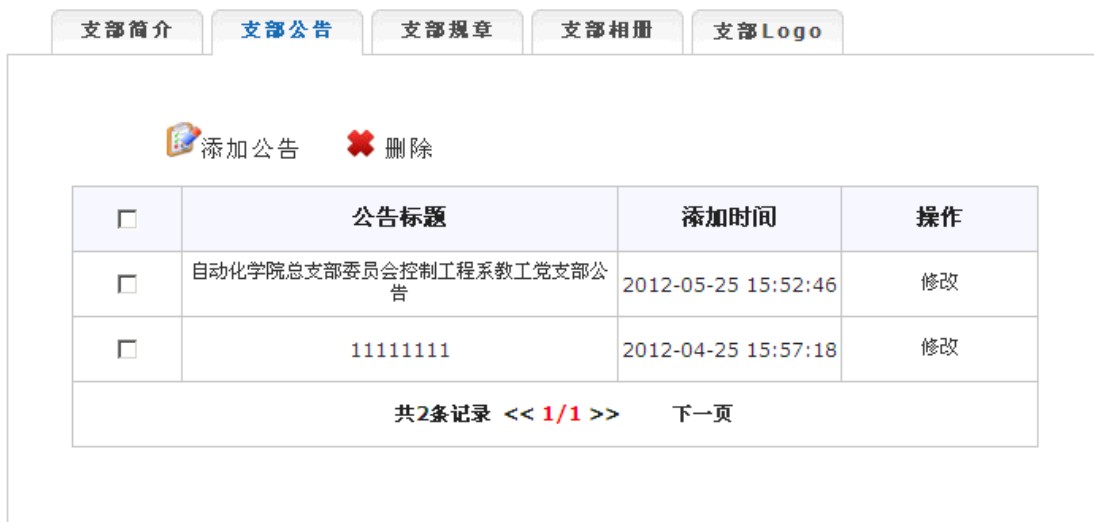 支部简介 支部公告 支部规章 支部相册 支部Logo
添加公告 删除
公告标题 添加时间 操作
自动化学院总支部委员会控制工程系教工党支部公
告 2012-05-25 15:52:46 修改
11111111 2012-04-25 15:57:18 修改
共2条记录 << 1/1 >> 下一页